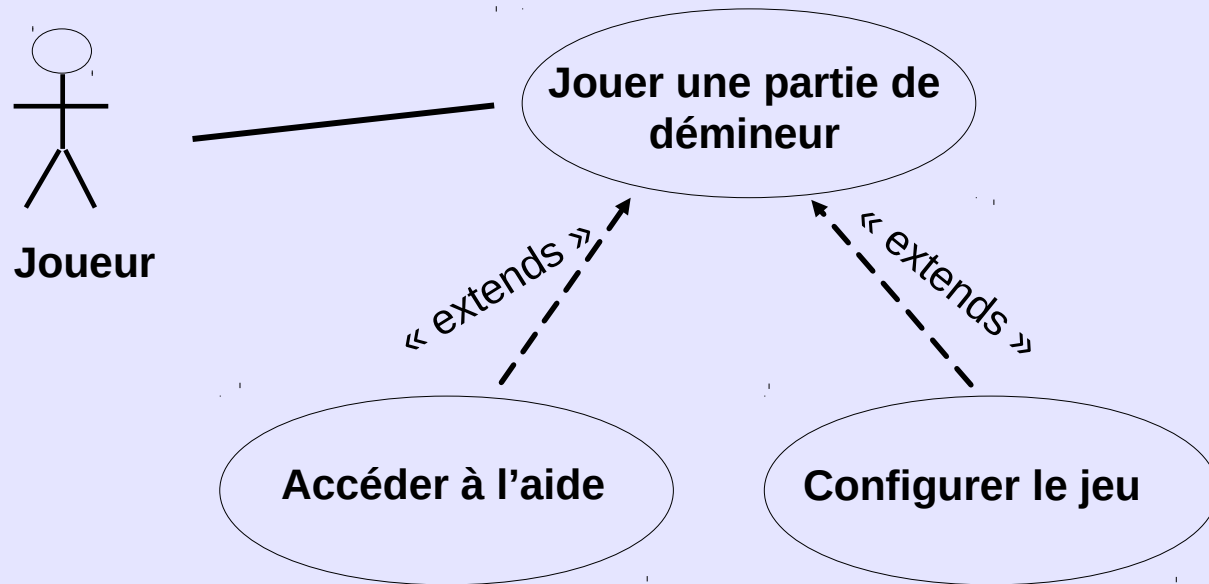 Jouer une partie de
démineur
Joueur
« extends »
« extends »
Accéder à l’aide
Configurer le jeu